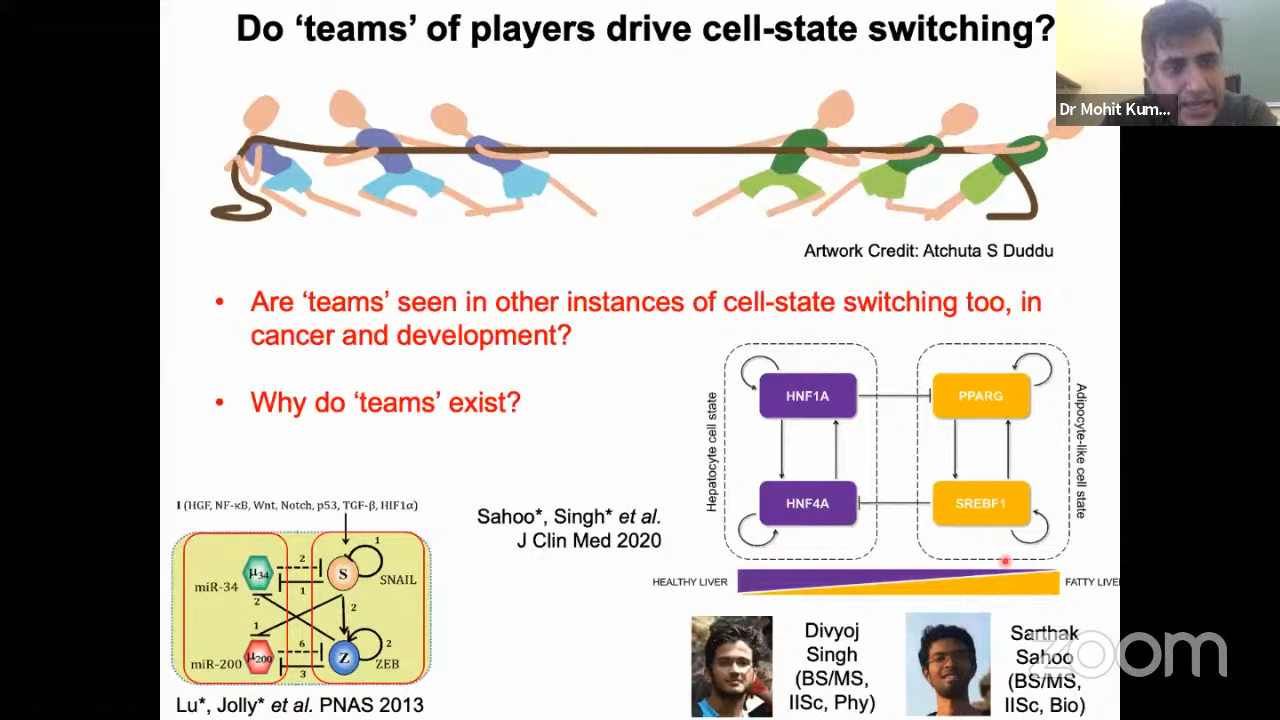 Do ‘teams’ of players drive cell-state switching?
Dr Mohit Kum...
Artwork Credit: Atchuta S Duddu
• Are ‘teams’ seen in other instances of cell-state switching too, in
cancer and development?
• Why do ‘teams’ exist?
Hepatocyte cell state
HNF1A
PPARG
HNF4A
SREBF1
Adipocyte-like cell state
HEALTHY LIVER
FATTY LIVE
Sahoo*, Singh* et al.
J Clin Med 2020
I (HGF, NF-κB, Wnt, Notch, p53, TGF-β, HIF1α)
μ34
miR-34
2
1
S
1
SNAIL
2
2
1
μ200
miR-200
6
3
Z
2
ZEB
Lu*, Jolly* et al. PNAS 2013
Divyoj
Singh
(BS/MS,
IISc, Phy)
Sarthak
Sahoo
(BS/MS,
IISc, Bio)
zoom